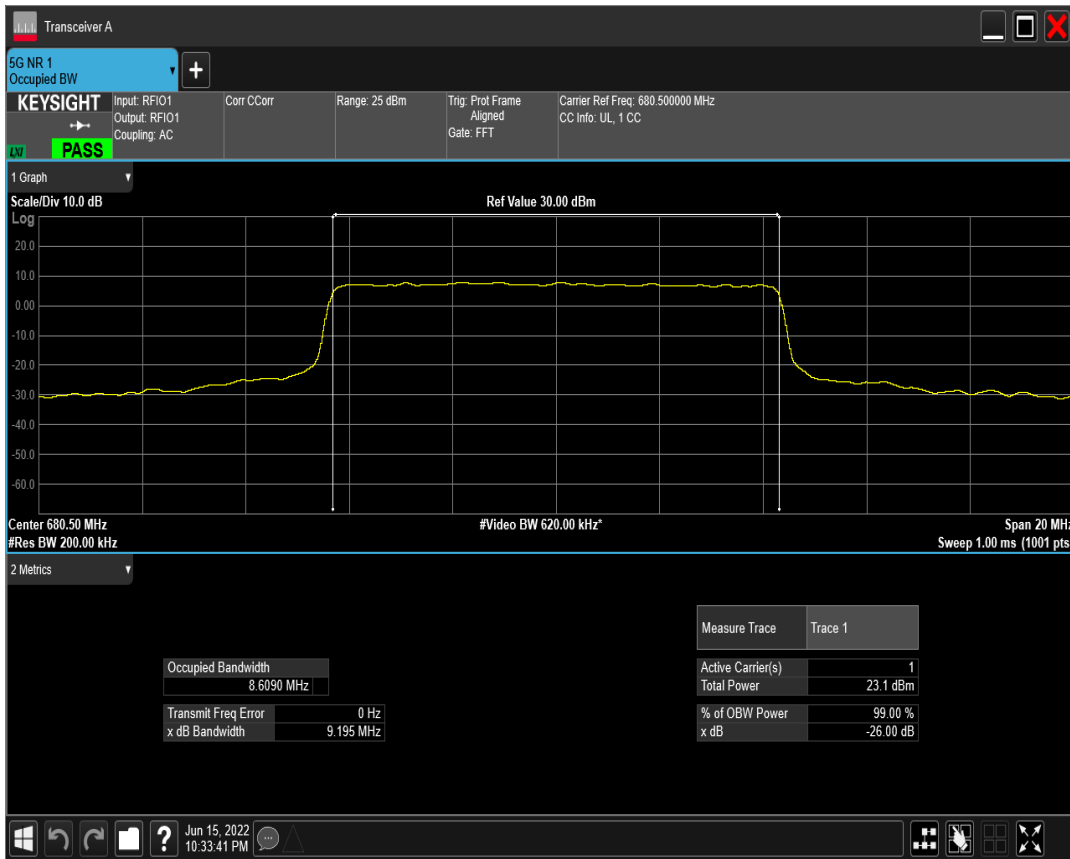 Transceiver A
5G NR 1
Occupied BW
KEYSIGHT
LXI
PASS
Input: RFIO1
Output: RFIO1
Coupling: AC
Corr CCorr
Range: 25 dBm
Trig: Prot Frame
Aligned
Gate: FFT
Carrier Ref Freq: 680.500000 MHz
CC Info: UL, 1 CC
1 Graph
Scale/Div 10.0 dB
Ref Value 30.00 dBm
Log
20.0
10.0
0.00
-10.0
-20.0
-30.0
-40.0
-50.0
-60.0
Center 680.50 MHz
#Video BW 620.00 kHz*
Span 20 MHz
#Res BW 200.00 kHz
Sweep 1.00 ms (1001 pts
2 Metrics
Measure Trace Trace 1
Occupied Bandwidth
8.6090 MHz
Active Carrier(s) 1
Total Power 23.1 dBm
Transmit Freq Error 0 Hz
x dB Bandwidth 9.195 MHz
% of OBW Power 99.00 %
x dB -26.00 dB
?
Jun 15, 2022
10:33:41 PM